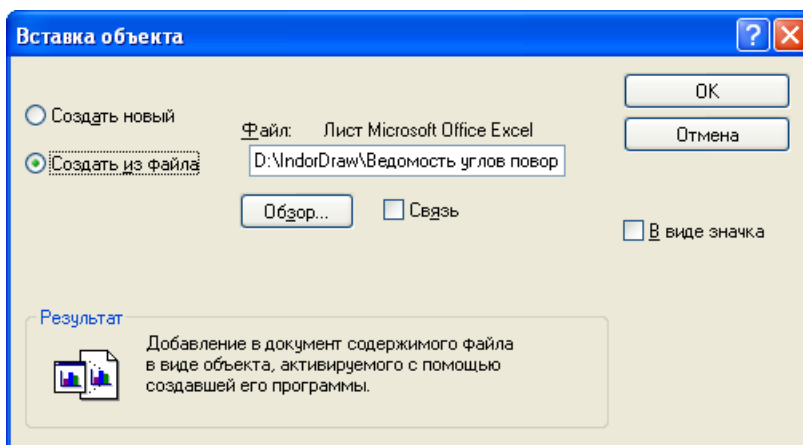 Вставка объекта
Создать новый
Создать из файла
Файл: Лист Microsoft Office Excel
D:\IndorDraw\Ведомость углов повор
Обзор...
Связь
OK
Отмена
В виде значка
Результат
Добавление в документ содержимого файла
в виде объекта, активируемого с помощью
создавшей его программы.